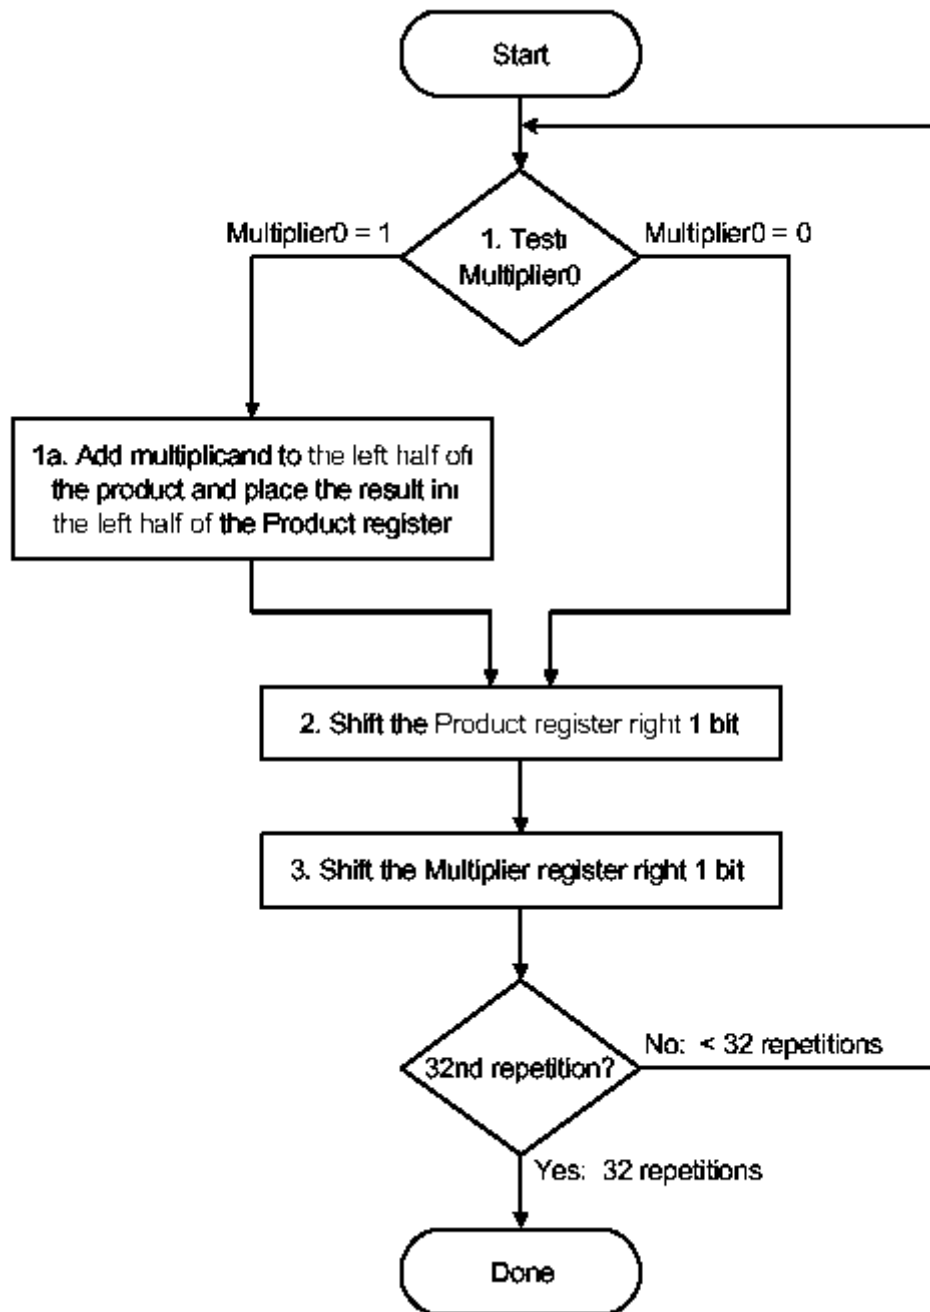 Start
Multiplier0 = 1
1. Test
Multiplier0
Multiplier0 = 0
1a. Add multiplicand to the left half of
the product and place the result in
the left half of the Product register
2. Shift the Product register right 1 bit
3. Shift the Multiplier register right 1 bit
32nd repetition?
No: < 32 repetitions
Yes: 32 repetitions
Done